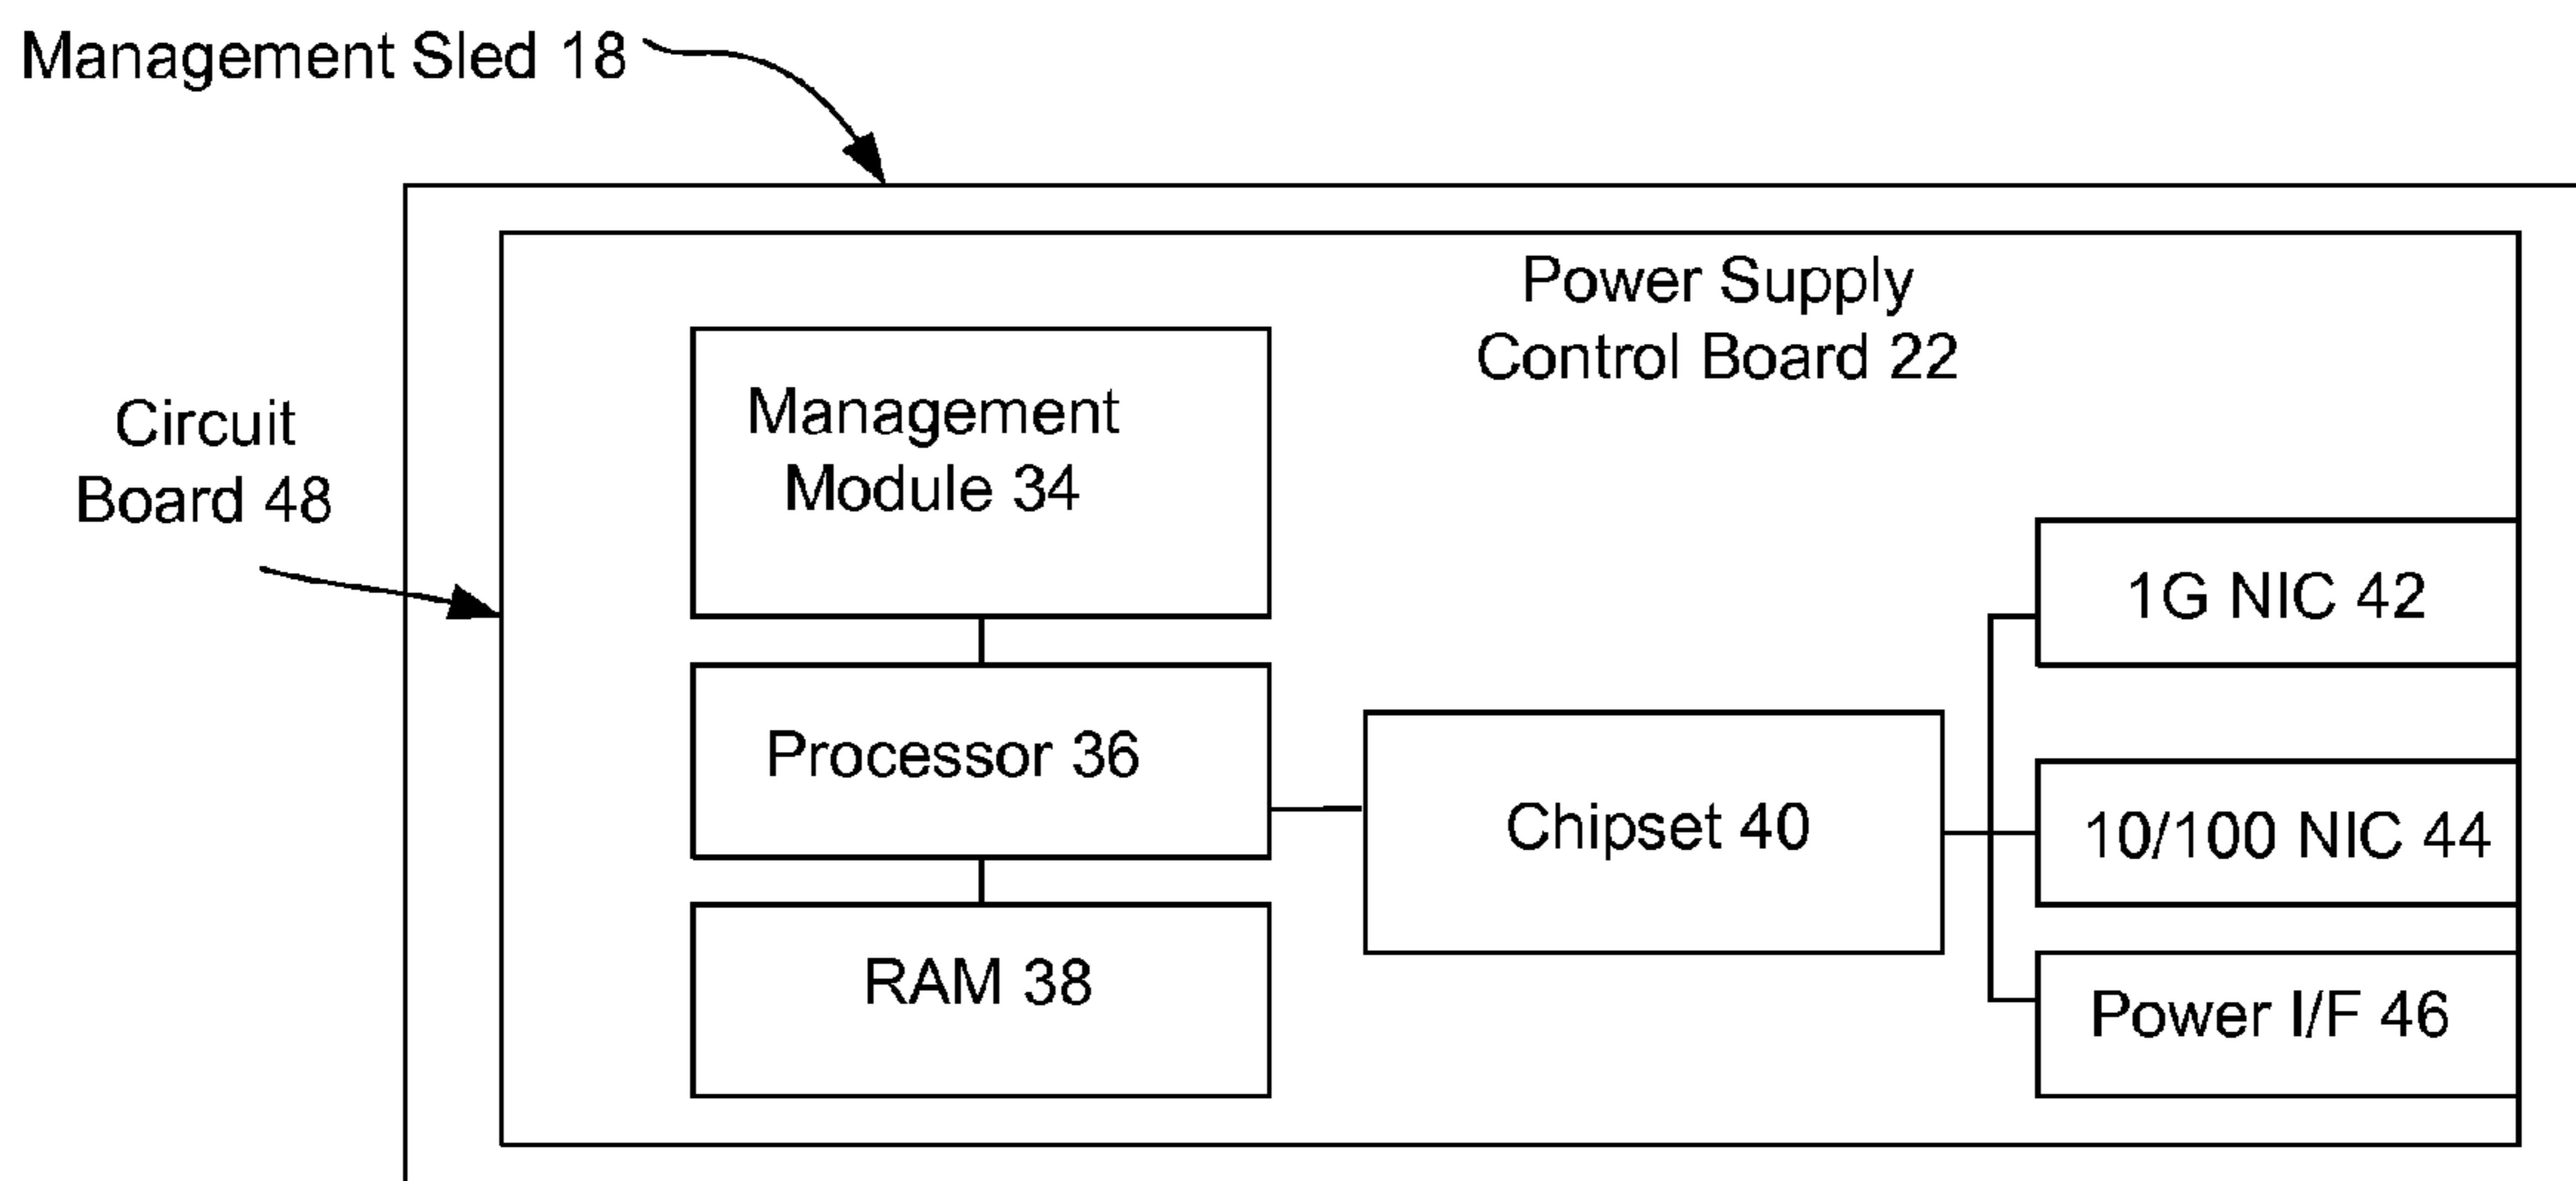 Management Sled 18
Power Supply
Control Board 22
Circuit
Board 48
Management
Module 34
1G NIC 42
Processor 36
Chipset 40
10/100 NIC 44
RAM 38
Power I/F 46